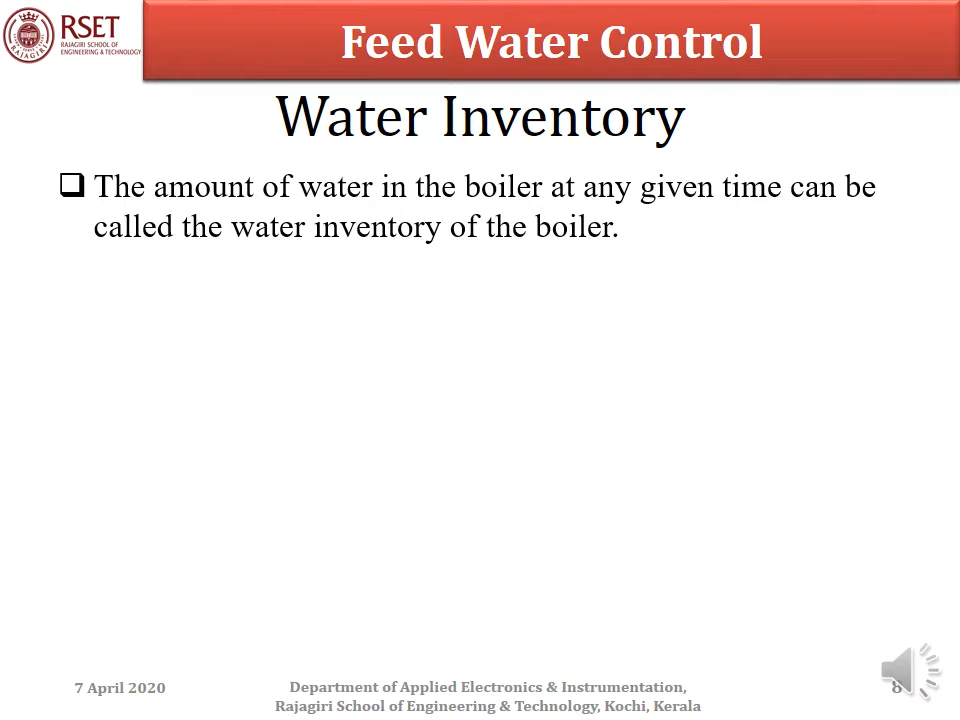 RSET
RAJAGIRI SCHOOL OF
ENGINEERING & TECHNOLOGY
RAJAGIRI
Feed Water Control
Water Inventory
❑ The amount of water in the boiler at any given time can be
called the water inventory of the boiler.
7 April 2020
Department of Applied Electronics & Instrumentation,
Rajagiri School of Engineering & Technology, Kochi, Kerala
8